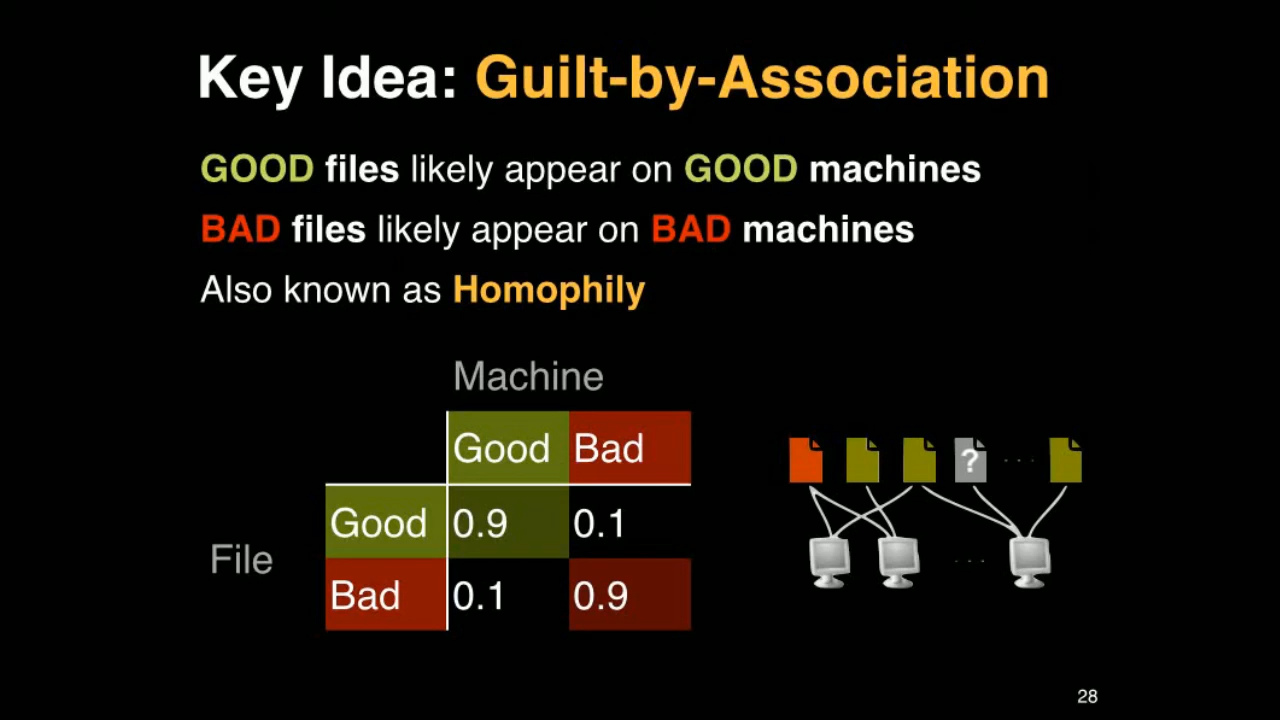 Key Idea: Guilt-by-Association
GOOD files likely appear on GOOD machines
BAD files likely appear on BAD machines
Also known as Homophily
Machine
Good Bad
Good 0.9 0.1
File
Bad 0.1 0.9
?
. . .
. . .
28